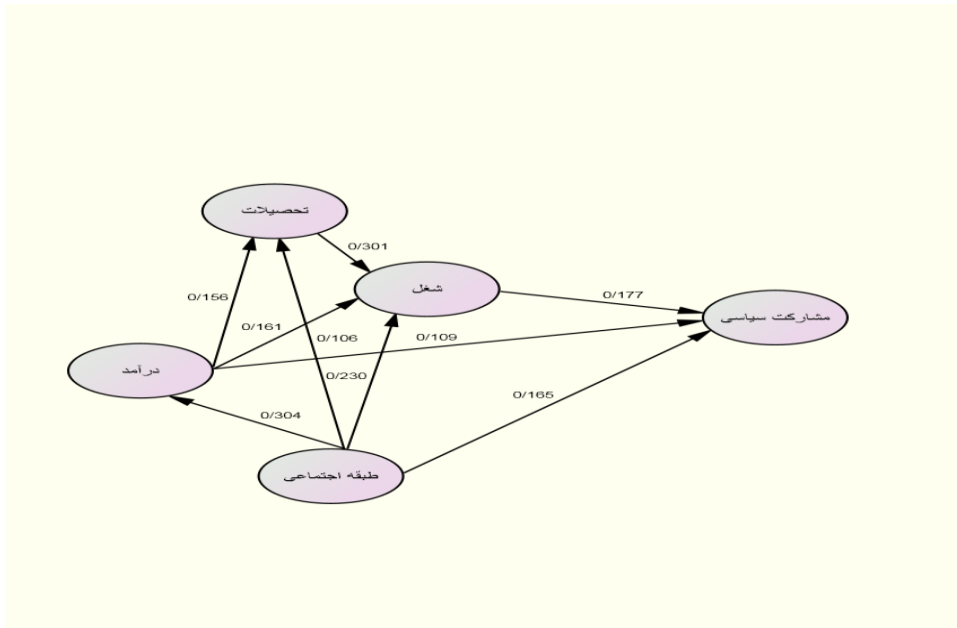 تحصیلات
0/301
شغل
0/156
0/177
مشارکت سیاسی
0/161
0/106
0/109
درآمد
0/230
0/165
0/304
طبقه اجتماعی